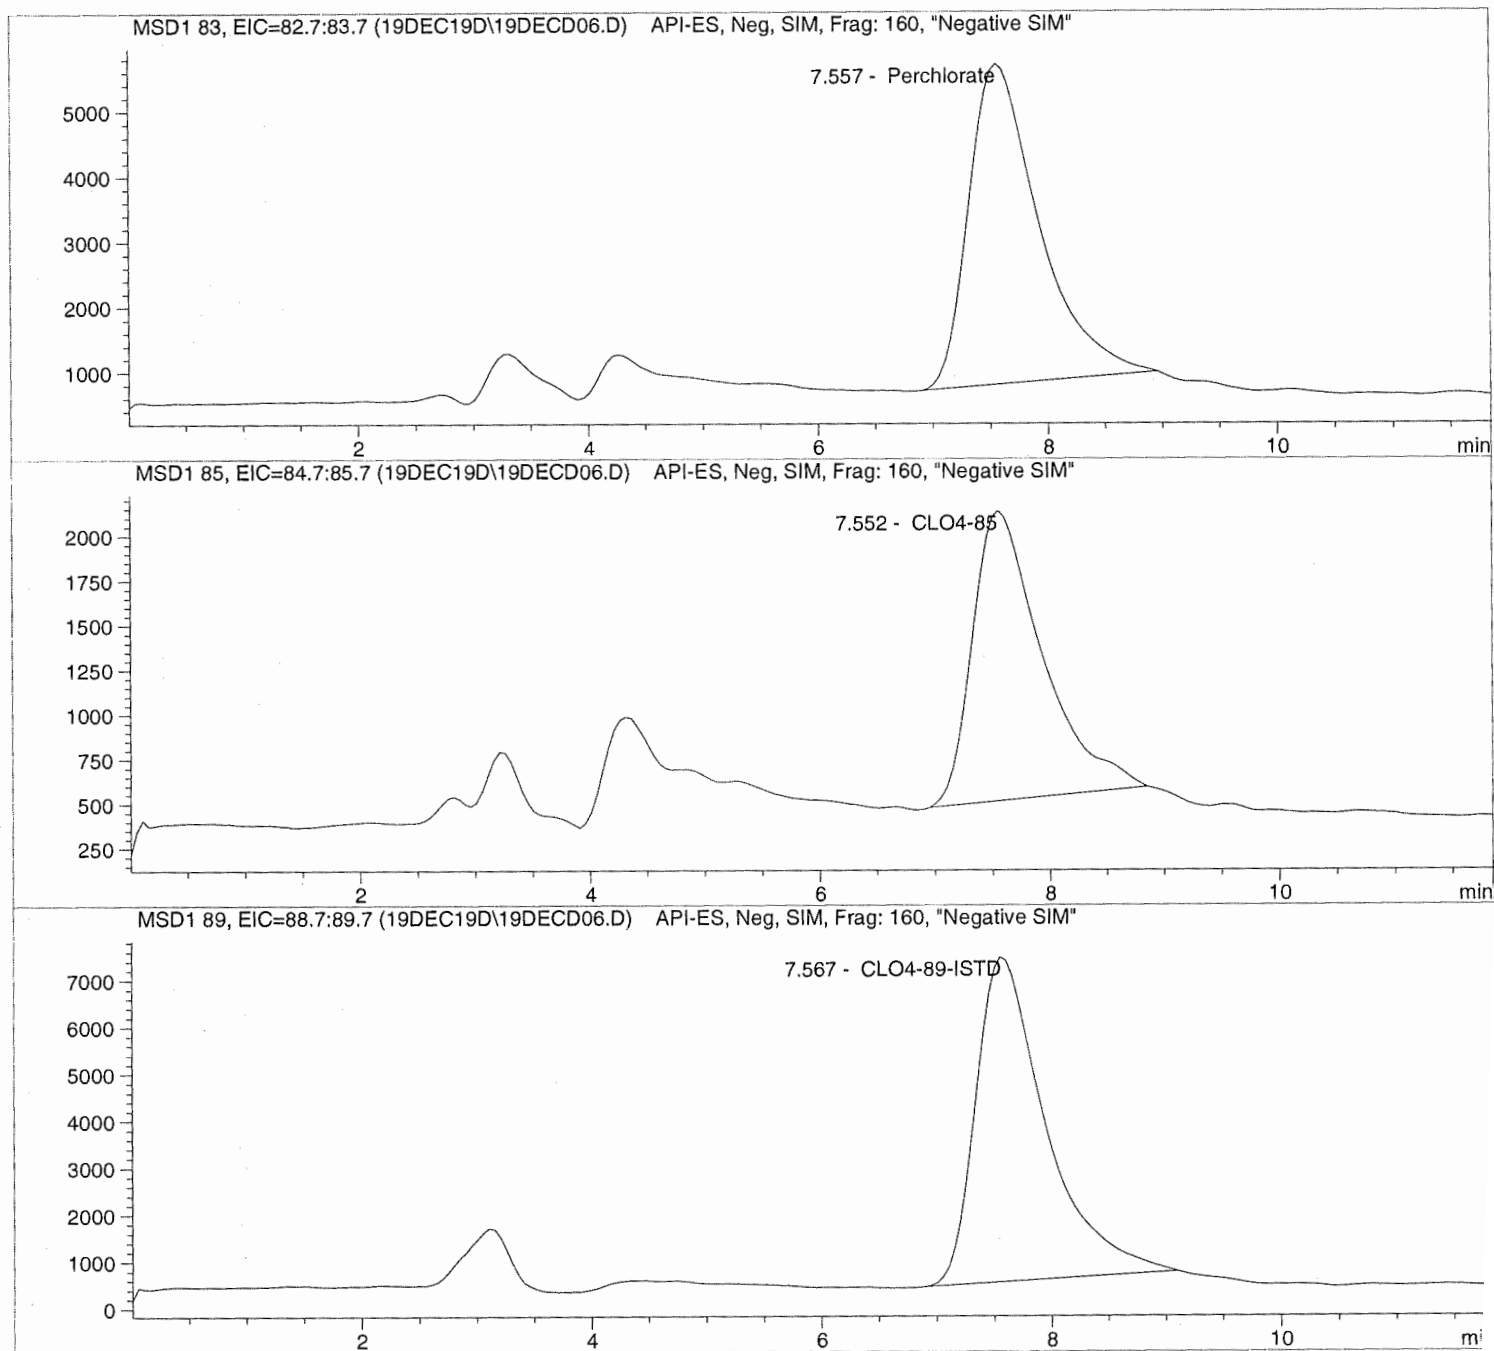 MSD1 83, EIC=82.7:83.7 (19DEC19D\19DECD06.D) API-ES, Neg, SIM, Frag: 160, "Negative SIM"
7.557 - Perchlorate
5000
4000
3000
2000
1000
2 4 6 8 10 min
MSD1 85, EIC=84.7:85.7 (19DEC19D\19DECD06.D) API-ES, Neg, SIM, Frag: 160, "Negative SIM"
7.552 - CLO4-85
2000
1750
1500
1250
1000
750
500
250
2 4 6 8 10 min
MSD1 89, EIC=88.7:89.7 (19DEC19D\19DECD06.D) API-ES, Neg, SIM, Frag: 160, "Negative SIM"
7.567 - CLO4-89-ISTD
7000
6000
5000
4000
3000
2000
1000
0
2 4 6 8 10 mi